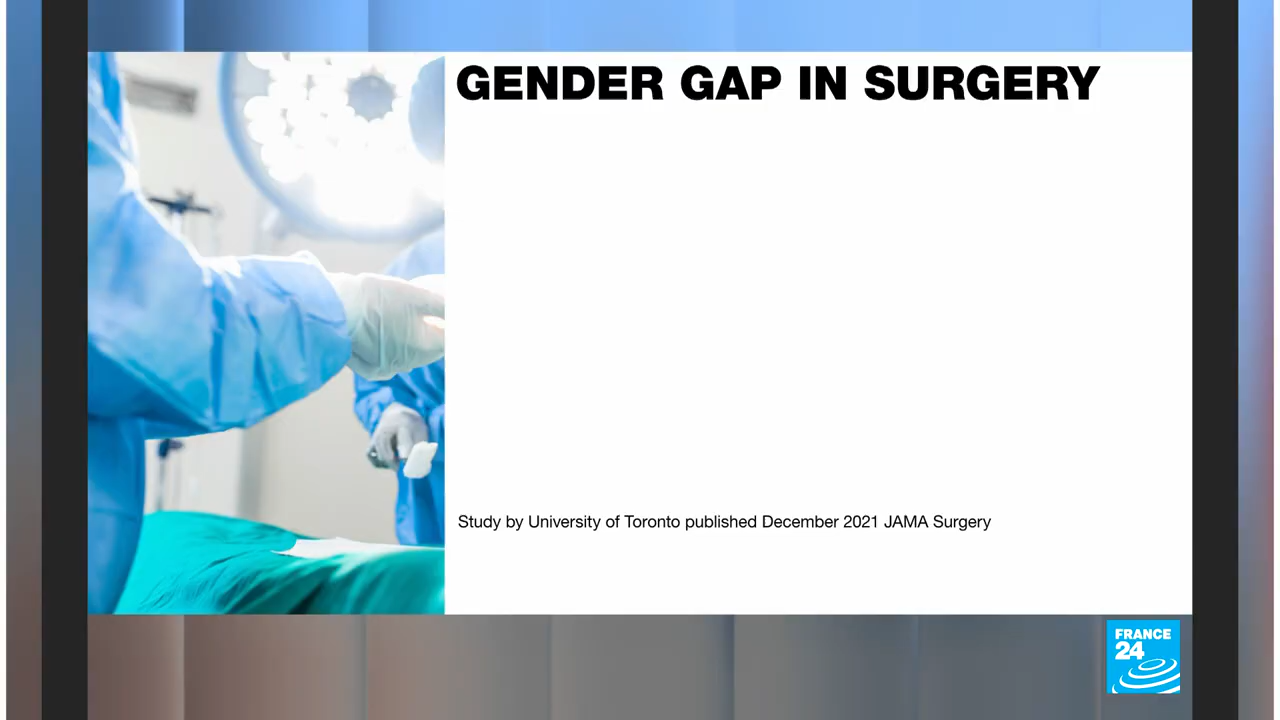 GENDER GAP IN SURGERY
Study by University of Toronto published December 2021 JAMA Surgery
FRANCE
24